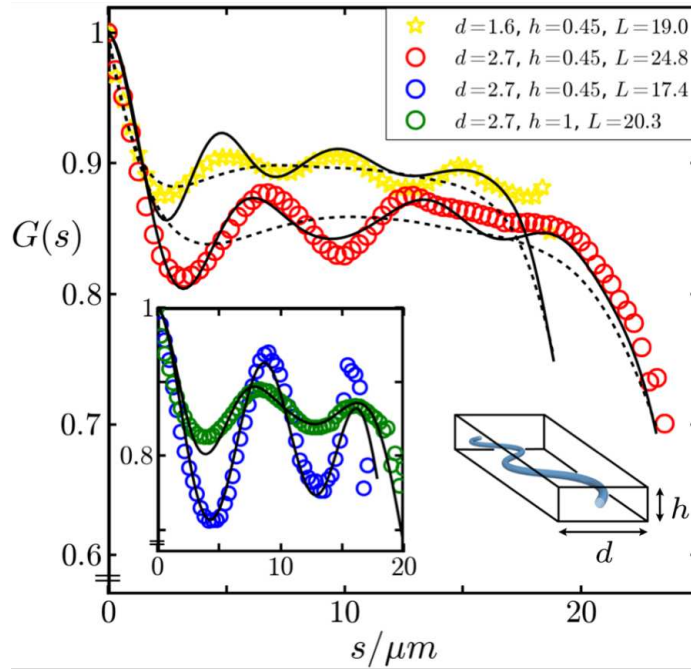 1
0.9
0.8
0.7
0.6
G(s)
0
10
20
s/μm
d=1.6, h=0.45, L=19.0
d=2.7, h=0.45, L=24.8
d=2.7, h=0.45, L=17.4
d=2.7, h=1, L=20.3
1
0.8
0
10
20
h
d